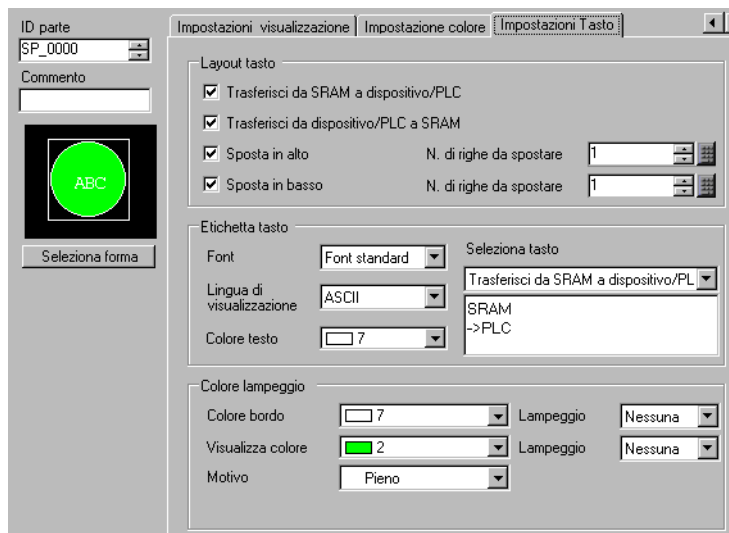 ID parte
SP_0000
Commento
ABC
Seleziona forma
Impostazioni visualizzazione
Impostazione colore
Impostazioni Tasto
Layout tasto
Trasferisci da SRAM a dispositivo/PLC
Trasferisci da dispositivo/PLC a SRAM
Sposta in alto N. di righe da spostare 1
Sposta in basso N. di righe da spostare 1
Etichetta tasto
Font Font standard
Lingua di
visualizzazione ASCII
Colore testo 7
Seleziona tasto
Trasferisci da SRAM a dispositivo/PL
SRAM
->PLC
Colore lampeggio
Colore bordo 7 Lampeggio Nessuna
Visualizza colore 2 Lampeggio Nessuna
Motivo Pieno